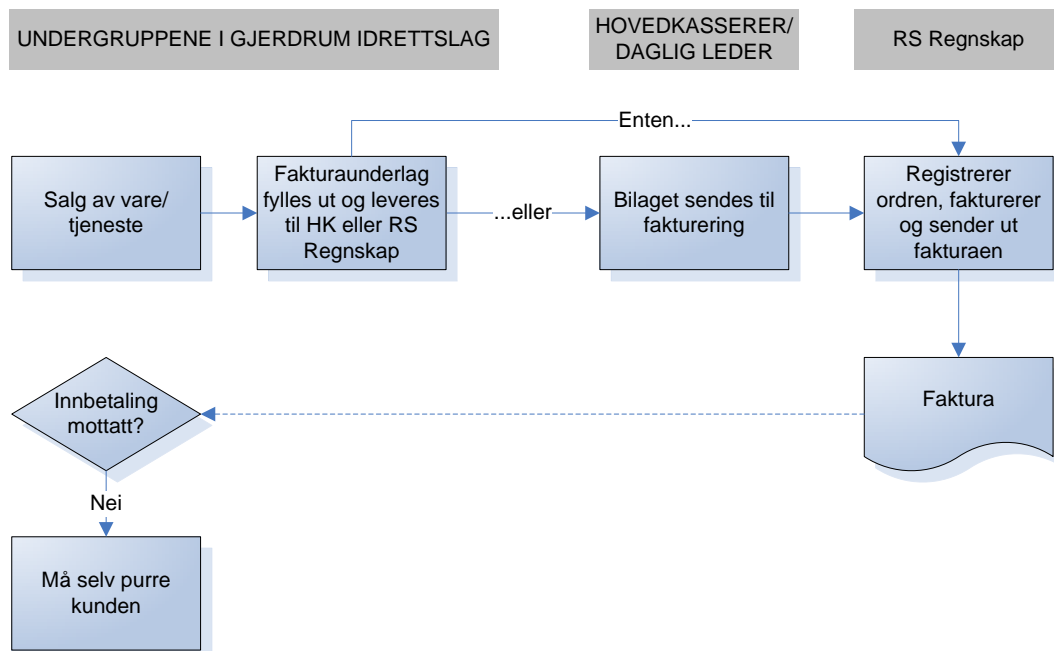 UNDERGRUPPENE I GJERDRUM IDRETTSLAG
HOVEDKASSERER/
DAGLIG LEDER
RS Regnskap
Enten...
Salg av vare/
tjeneste
Fakturaunderlag
fylles ut og leveres
til HK eller RS
Regnskap
...eller
Bilaget sendes til
fakturering
Registrerer
ordren, fakturerer
og sender ut
fakturaen
Innbetaling
mottatt?
Faktura
Nei
Må selv purre
kunden